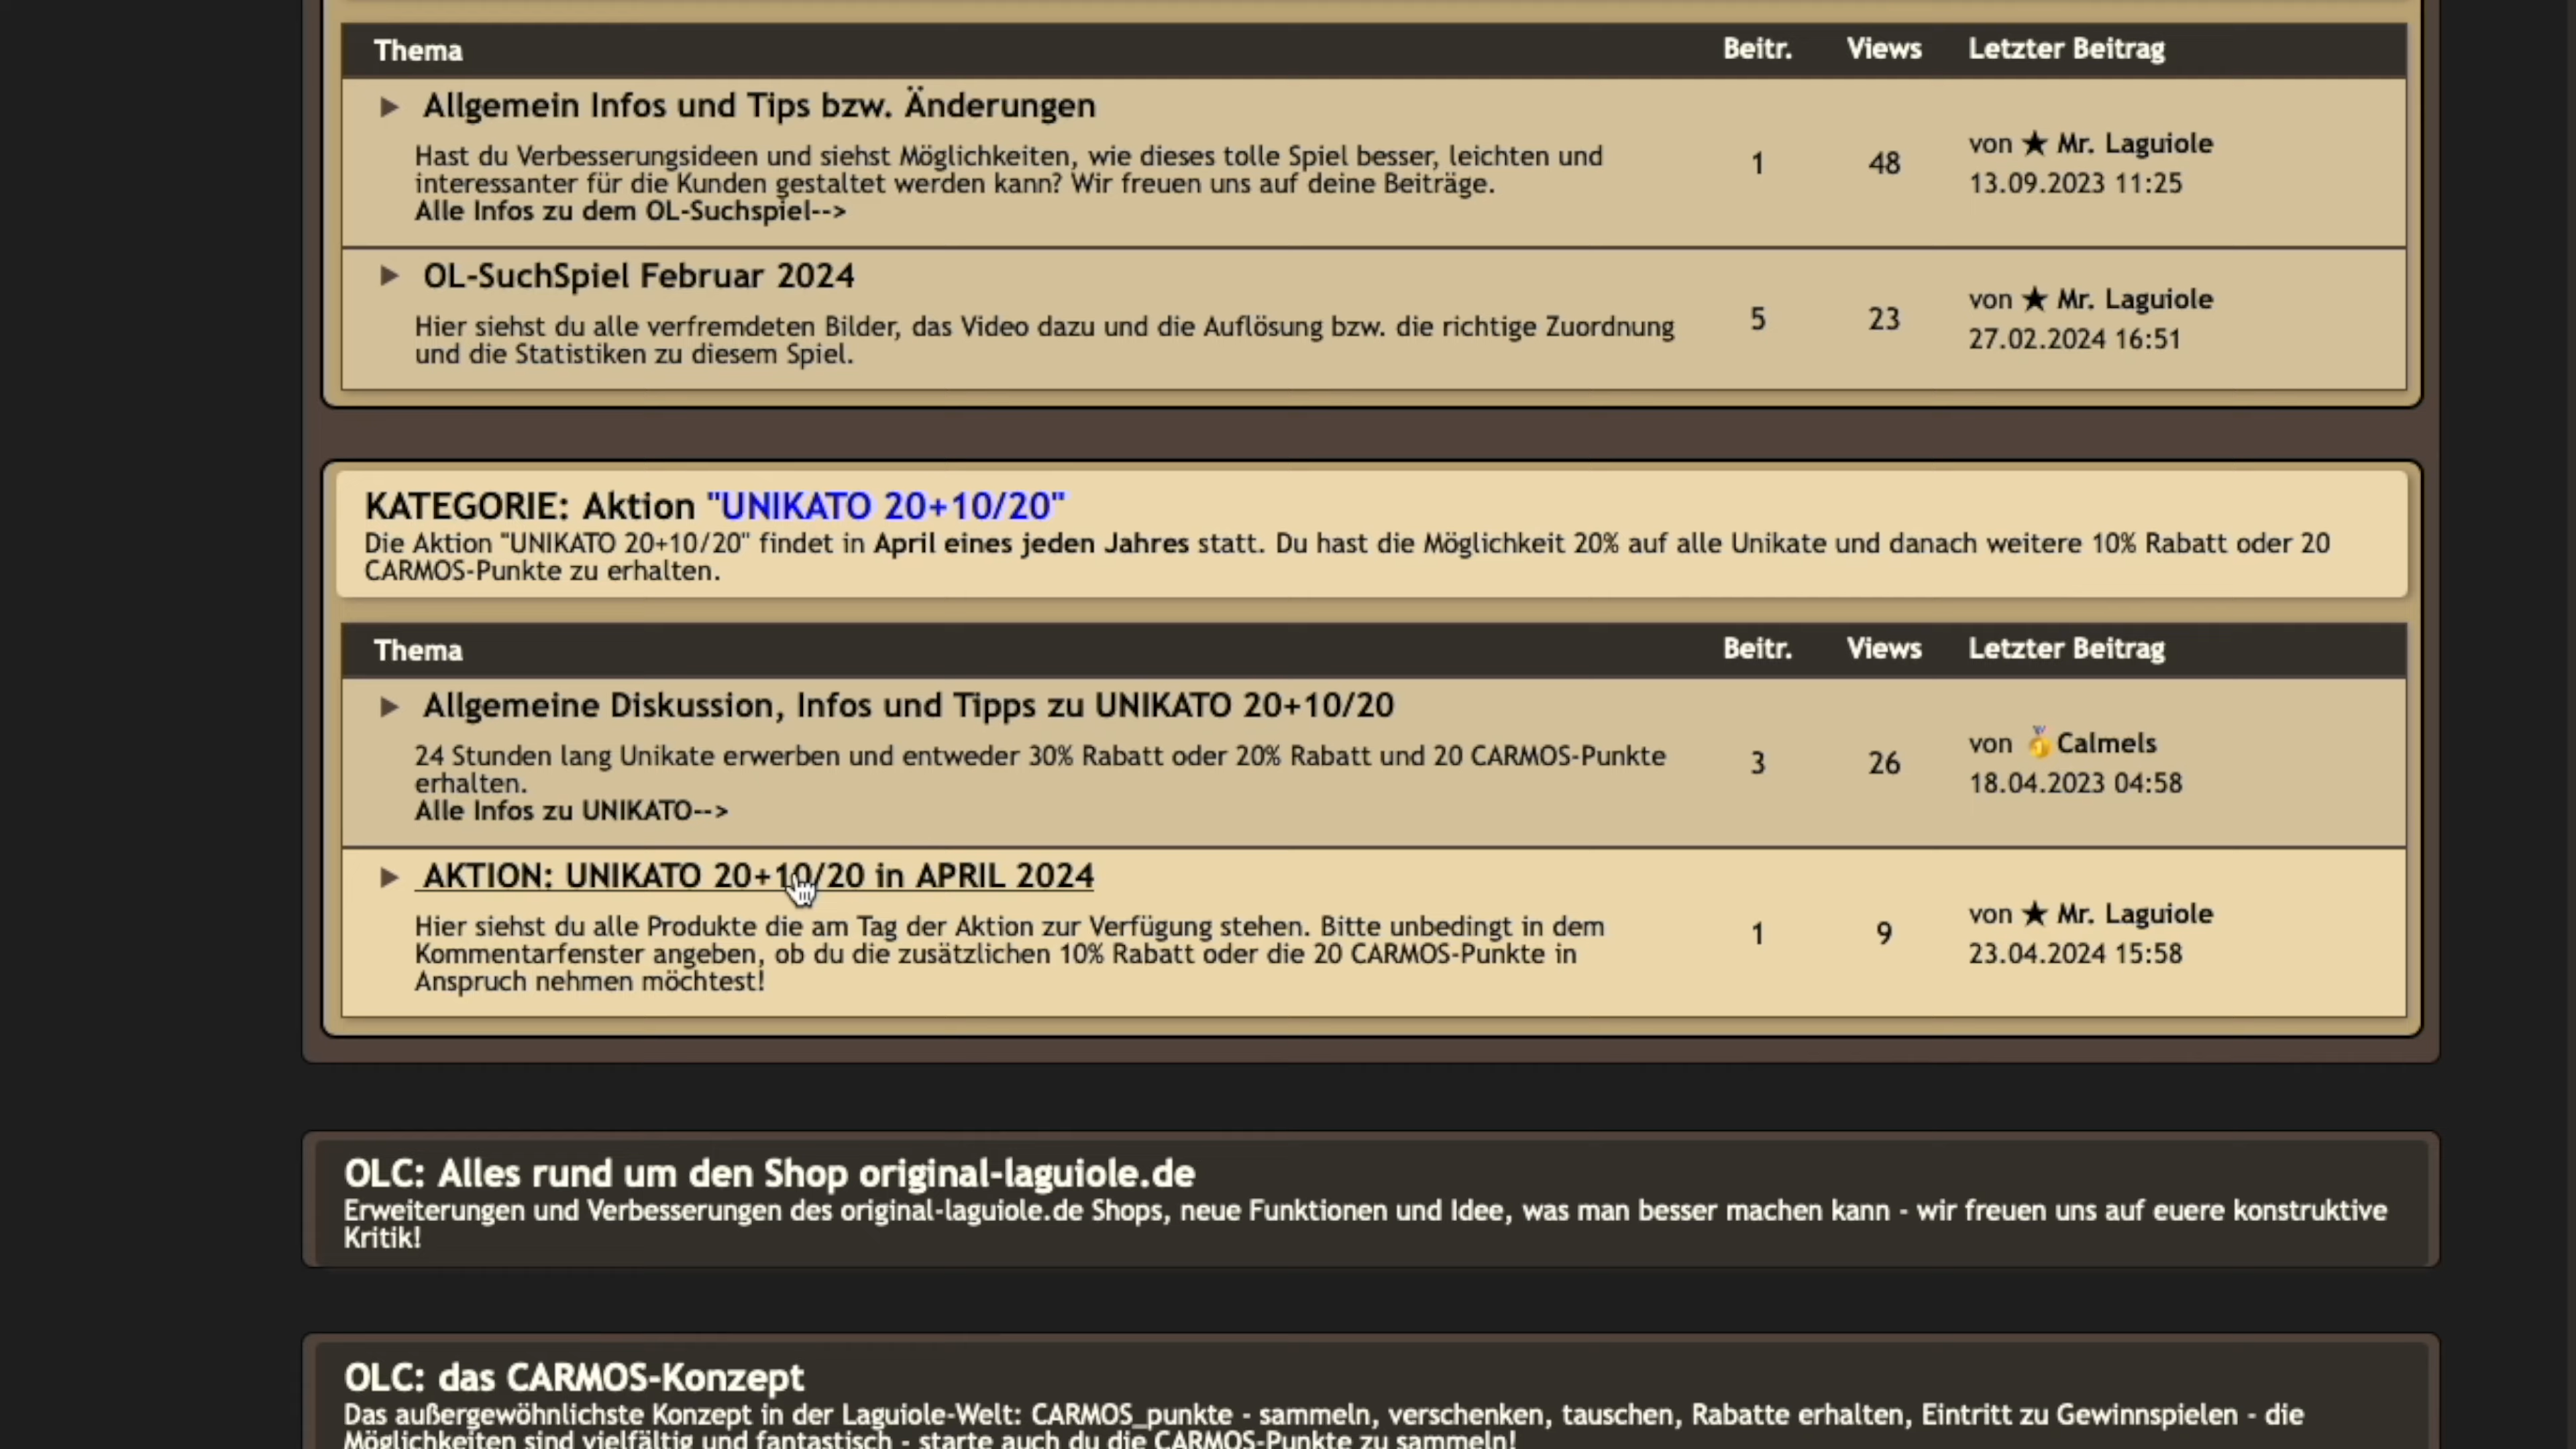 Thema Beitr. Views Letzter Beitrag
Allgemein Infos und Tips bzw. Änderungen
Hast du Verbesserungsideen und siehst Möglichkeiten, wie dieses tolle Spiel besser, leichten und
interessanter für die Kunden gestaltet werden kann? Wir freuen uns auf deine Beiträge.
Alle Infos zu dem OL-Suchspiel-->
1
48
von ★ Mr. Laguiole
13.09.2023 11:25
OL-SuchSpiel Februar 2024
Hier siehst du alle verfremdeten Bilder, das Video dazu und die Auflösung bzw. die richtige Zuordnung
und die Statistiken zu diesem Spiel.
5
23
von ★ Mr. Laguiole
27.02.2024 16:51
KATEGORIE: Aktion "UNIKATO 20+10/20"
Die Aktion "UNIKATO 20+10/20" findet in April eines jeden Jahres statt. Du hast die Möglichkeit 20% auf alle Unikate und danach weitere 10% Rabatt oder 20
CARMOS-Punkte zu erhalten.
Thema Beitr. Views Letzter Beitrag
Allgemeine Diskussion, Infos und Tipps zu UNIKATO 20+10/20
24 Stunden lang Unikate erwerben und entweder 30% Rabatt oder 20% Rabatt und 20 CARMOS-Punkte
erhalten.
Alle Infos zu UNIKATO-->
3
26
von 🏅Calmels
18.04.2023 04:58
AKTION: UNIKATO 20+10/20 in APRIL 2024
Hier siehst du alle Produkte die am Tag der Aktion zur Verfügung stehen. Bitte unbedingt in dem
Kommentarfenster angeben, ob du die zusätzlichen 10% Rabatt oder die 20 CARMOS-Punkte in
Anspruch nehmen möchtest!
1
9
von ★ Mr. Laguiole
23.04.2024 15:58
OLC: Alles rund um den Shop original-laguiole.de
Erweiterungen und Verbesserungen des original-laguiole.de Shops, neue Funktionen und Idee, was man besser machen kann - wir freuen uns auf euere konstruktive
Kritik!
OLC: das CARMOS-Konzept
Das außergewöhnlichste Konzept in der Laguiole-Welt: CARMOS_punkte - sammeln, verschenken, tauschen, Rabatte erhalten, Eintritt zu Gewinnspielen - die
Möglichkeiten sind vielfältig und fantastisch - starte auch du die CARMOS-Punkte zu sammeln!